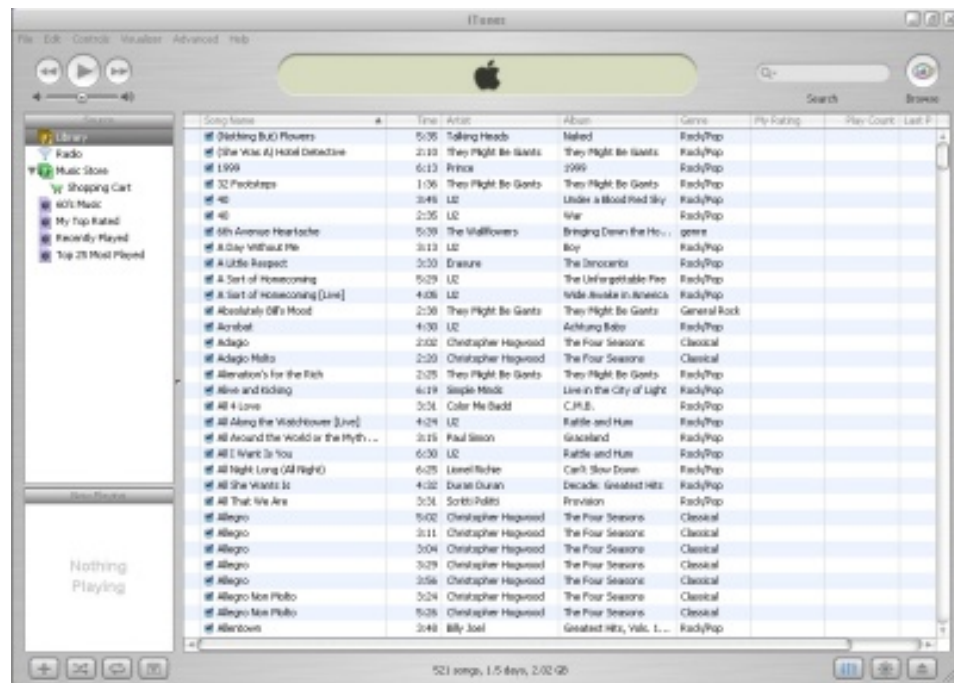 iTunes
File Edit Controls Visualizer Advanced Help
Search
Browse
Source
Library
Radio
Music Store
Shopping Cart
60's Music
My Top Rated
Recently Played
Top 25 Most Played
Song Name Time Artist Album Genre My Rating Play Count Last P
(Nothing But) Flowers 5:35 Talking Heads Naked Rock/Pop
(She Was A) Hotel Detective 2:10 They Might Be Giants They Might Be Giants Rock/Pop
1999 6:13 Prince 1999 Rock/Pop
32 Footsteps 1:36 They Might Be Giants They Might Be Giants Rock/Pop
40 3:45 U2 Under a Blood Red Sky Rock/Pop
40 2:35 U2 War Rock/Pop
6th Avenue Heartache 5:39 The Wallflowers Bringing Down the Ho... genre
A Day Without Me 3:13 U2 Boy Rock/Pop
A Little Respect 3:33 Erasure The Innocents Rock/Pop
A Sort of Homecoming 5:29 U2 The Unforgettable Fire Rock/Pop
A Sort of Homecoming [Live] 4:06 U2 Wide Awake in America Rock/Pop
Absolutely Bill's Mood 2:38 They Might Be Giants They Might Be Giants General Rock
Acrobat 4:30 U2 Achtung Baby Rock/Pop
Adagio 2:02 Christopher Hogwood The Four Seasons Classical
Adagio Molto 2:20 Christopher Hogwood The Four Seasons Classical
Alienation's for the Rich 2:25 They Might Be Giants They Might Be Giants Rock/Pop
Alive and Kicking 6:19 Simple Minds Live in the City of Light Rock/Pop
All 4 Love 3:31 Color Me Badd C.M.B. Rock/Pop
All Along the Watchtower [Live] 4:24 U2 Rattle and Hum Rock/Pop
All Around the World or the Myth ... 3:15 Paul Simon Graceland Rock/Pop
All I Want Is You 6:30 U2 Rattle and Hum Rock/Pop
All Night Long (All Night) 6:25 Lionel Richie Can't Slow Down Rock/Pop
All She Wants Is 4:32 Duran Duran Decade: Greatest Hits Rock/Pop
All That We Are 3:31 Scritti Politti Provision Rock/Pop
Allegro 5:02 Christopher Hogwood The Four Seasons Classical
Allegro 3:11 Christopher Hogwood The Four Seasons Classical
Allegro 3:04 Christopher Hogwood The Four Seasons Classical
Allegro 3:29 Christopher Hogwood The Four Seasons Classical
Allegro 3:56 Christopher Hogwood The Four Seasons Classical
Allegro Non Molto 3:24 Christopher Hogwood The Four Seasons Classical
Allegro Non Molto 5:26 Christopher Hogwood The Four Seasons Classical
Allentown 3:48 Billy Joel Greatest Hits, Vols. 1... Rock/Pop
Now Playing
Nothing
Playing
521 songs, 1.5 days, 2.02 GB